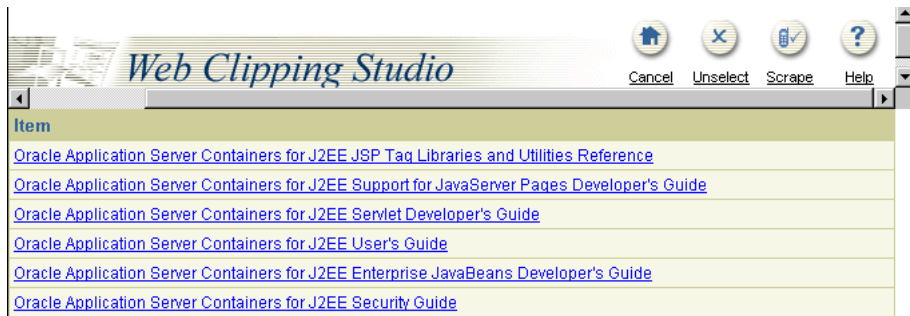 Web Clipping Studio
Cancel Unselect Scrape Help
Item
Oracle Application Server Containers for J2EE JSP Tag Libraries and Utilities Reference
Oracle Application Server Containers for J2EE Support for JavaServer Pages Developer's Guide
Oracle Application Server Containers for J2EE Servlet Developer's Guide
Oracle Application Server Containers for J2EE User's Guide
Oracle Application Server Containers for J2EE Enterprise JavaBeans Developer's Guide
Oracle Application Server Containers for J2EE Security Guide